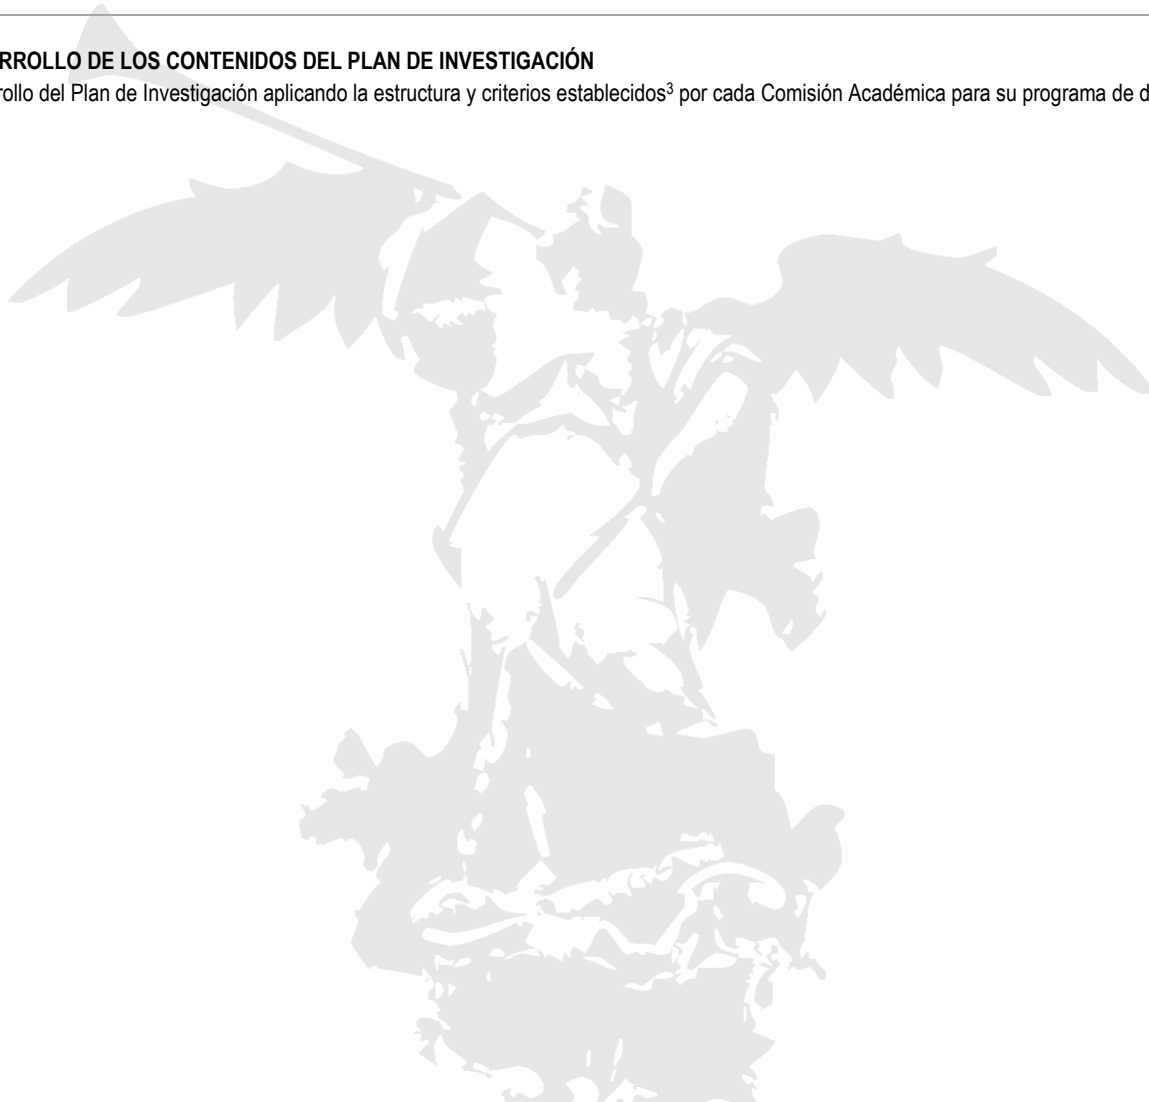 RROLLO DE LOS CONTENIDOS DEL PLAN DE INVESTIGACIÓN
rollo del Plan de Investigación aplicando la estructura y criterios establecidos³ por cada Comisión Académica para su programa de d